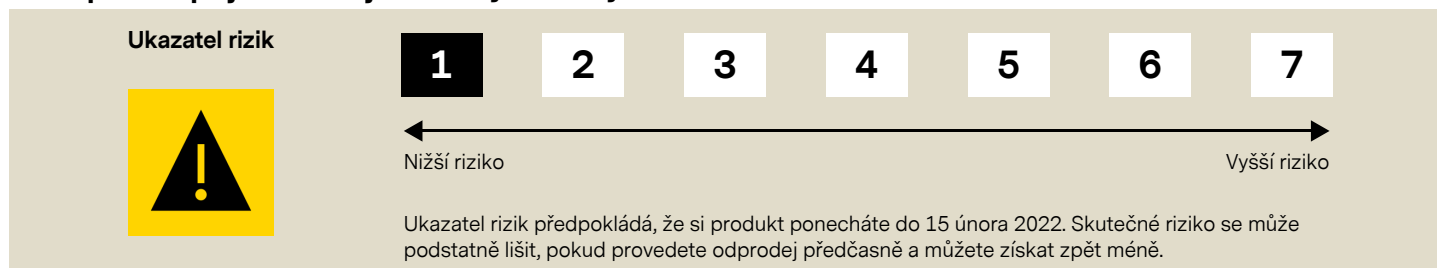 Ukazatel rizik
1 2 3 4 5 6 7
Nižší riziko Vyšší riziko
Ukazatel rizik předpokládá, že si produkt ponecháte do 15 února 2022. Skutečné riziko se může
podstatně lišit, pokud provedete odprodej předčasně a můžete získat zpět méně.